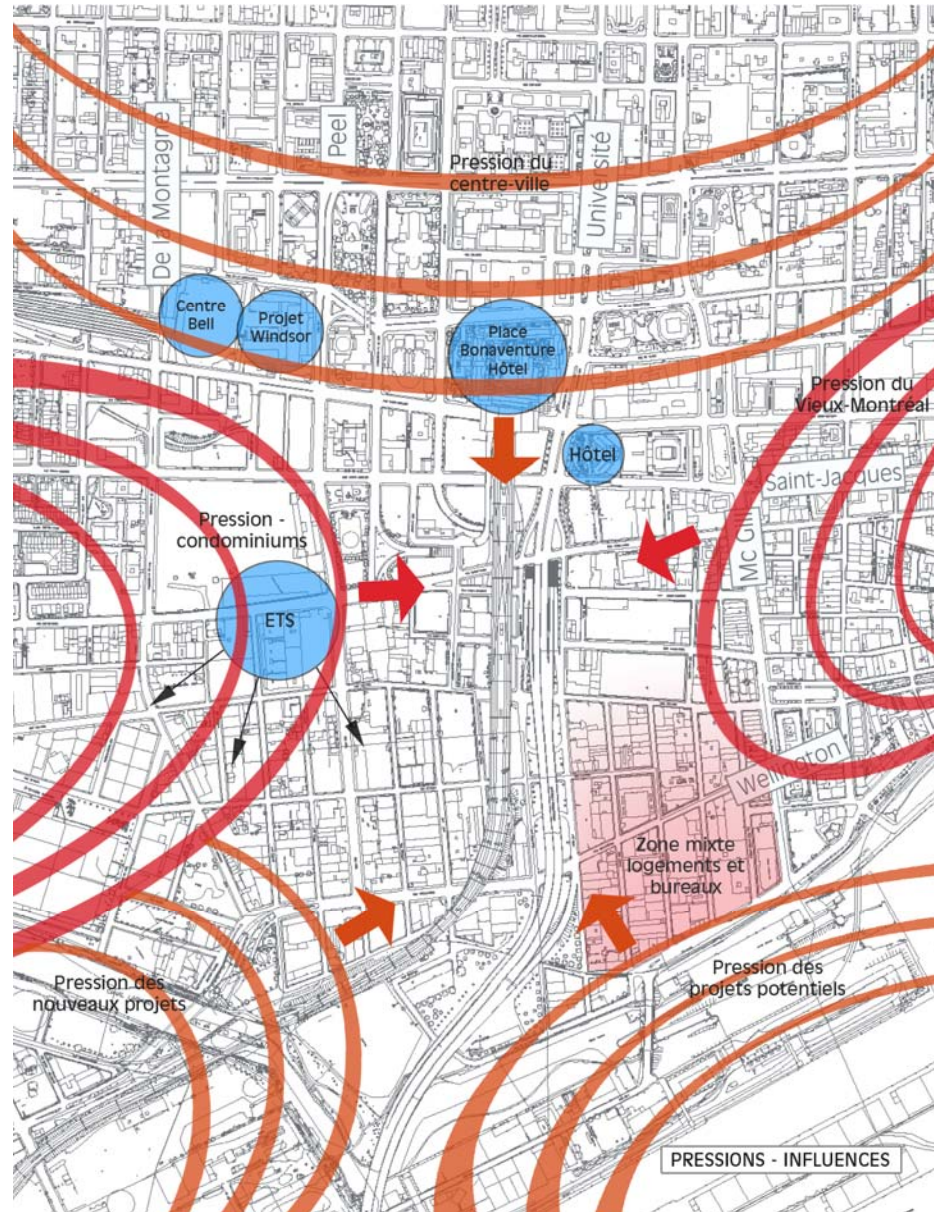 De la Montagne
Peel
Université
Pression du
centre-ville
Centre
Bell
Projet
Windsor
Place
Bonaventure
Hôtel
Pression du
Vieux-Montréal
Hôtel
Saint-Jacques
Mc Gill
Pression -
condominiums
ETS
Wellington
Zone mixte
logements et
bureaux
Pression des
nouveaux projets
Pression des
projets potentiels
PRESSIONS - INFLUENCES